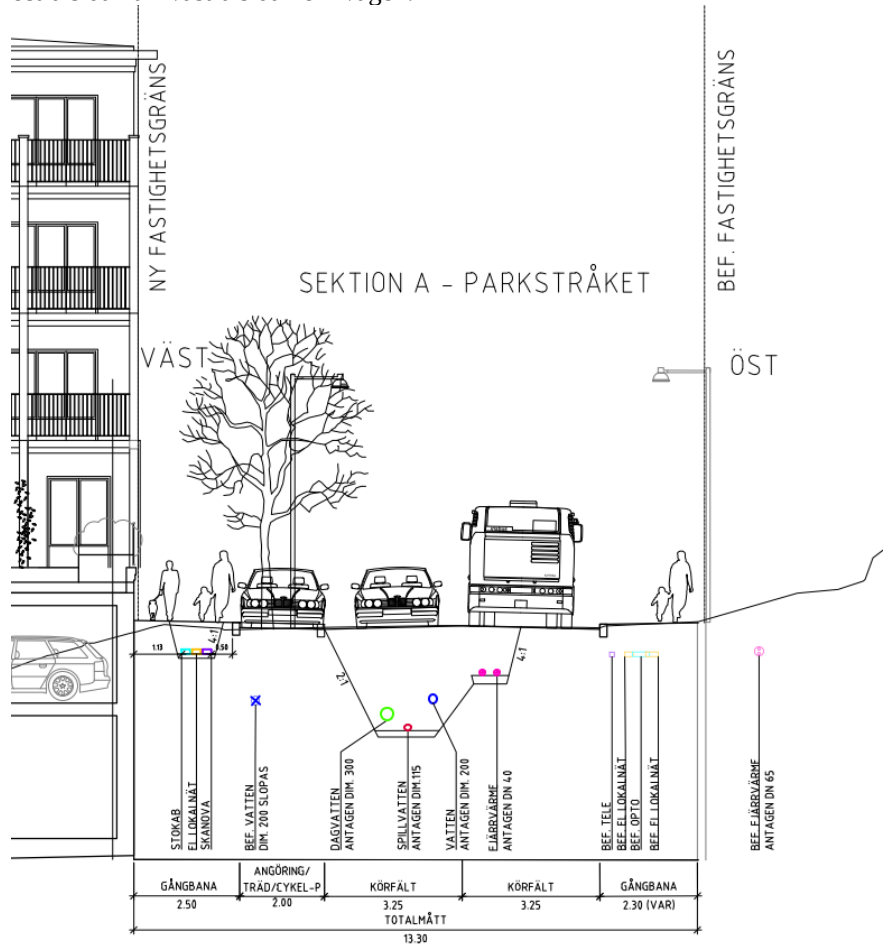 NY FASTIGHETSGRÄNS
BEF. FASTIGHETSGRÄNS
SEKTION A - PARKSTRÅKET
VÄST
ÖST
1.13
4:1
0.50
2:1
4:1
STOKAB
EL LOKALNÄT
SKANOVA
BEF. VATTEN
DIM. 200 SLOPAS
DAGVATTEN
ANTAGEN DIM. 300
SPILLVATTEN
ANTAGEN DIM.115
VATTEN
ANTAGEN DIM. 200
FJÄRRVÄRME
ANTAGEN DN 40
BEF. TELE
BEF. EL LOKALNÄT
BEF. OPTO
BEF. EL LOKALNÄT
BEF. FJÄRRVÄRME
ANTAGEN DN 65
GÅNGBANA
2.50
ANGÖRING/
TRÄD/CYKEL-P
2.00
KÖRFÄLT
3.25
KÖRFÄLT
3.25
GÅNGBANA
2.30 (VAR)
TOTALMÅTT
13.30